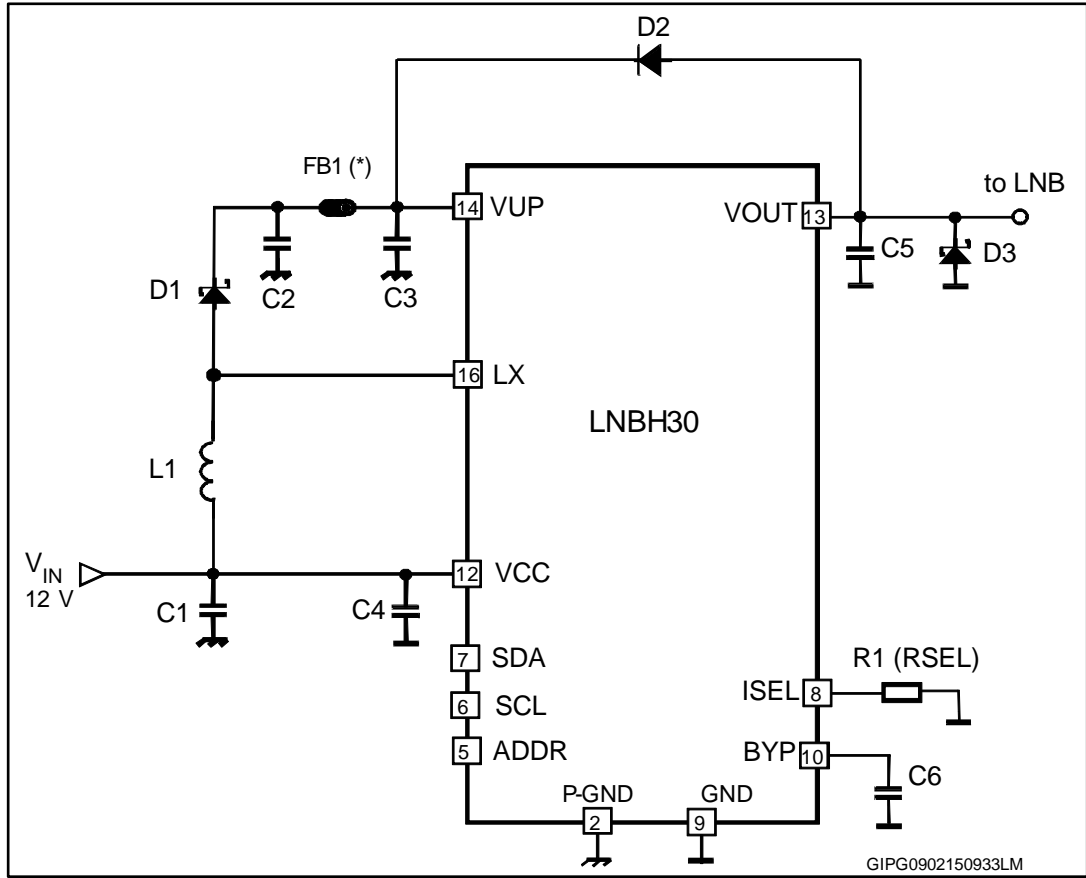 D2
FB1 (*)
to LNB
14 VUP
VOUT 13
C5
D3
D1
C2
C3
16 LX
LNBH30
L1
VIN
12 V
12 VCC
C1
C4
7 SDA
R1 (RSEL)
6 SCL
ISEL 8
5 ADDR
BYP 10
C6
P-GND
GND
2
9
GIPG0902150933LM